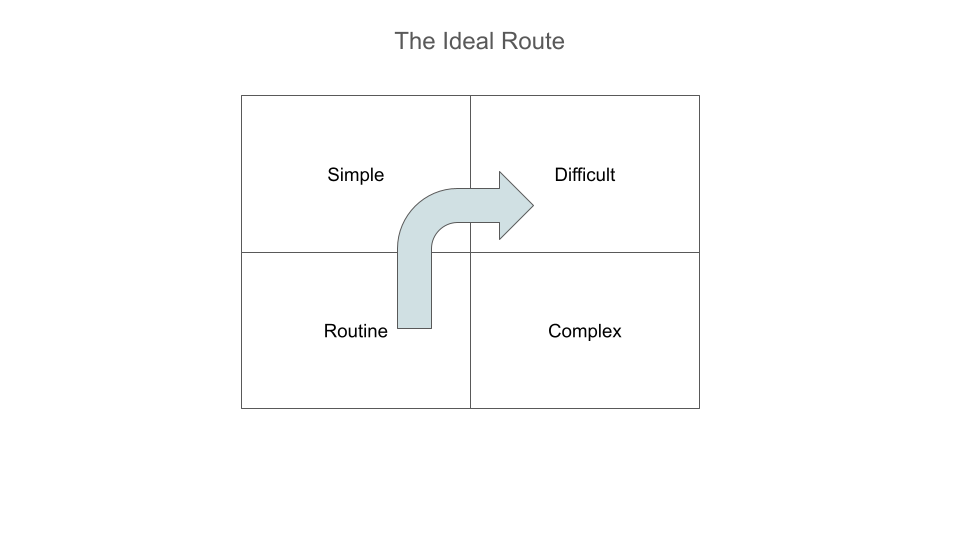 The Ideal Route
Simple
Difficult
Routine
Complex